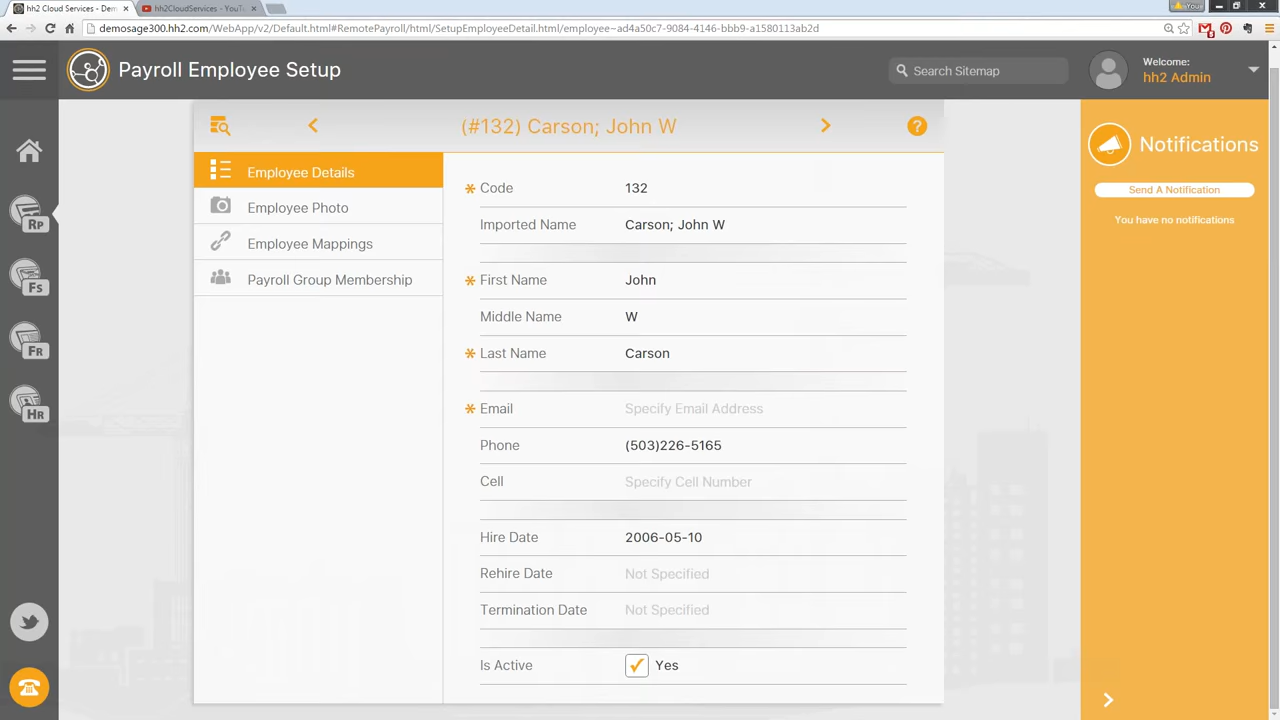 hh2 Cloud Services - Dem
hh2CloudServices - YouT
You
demosage300.hh2.com/WebApp/v2/Default.html#RemotePayroll/html/SetupEmployeeDetail.html/employee=ad4a50c7-9084-4146-bbb9-a1580113ab2d
Payroll Employee Setup
Search Sitemap
Welcome:
hh2 Admin
(#132) Carson; John W
?
Notifications
Send A Notification
You have no notifications
Employee Details
Employee Photo
Employee Mappings
Payroll Group Membership
Rp
Fs
Fr
Hr
* Code 132
Imported Name Carson; John W
* First Name John
Middle Name W
* Last Name Carson
* Email Specify Email Address
Phone (503)226-5165
Cell Specify Cell Number
Hire Date 2006-05-10
Rehire Date Not Specified
Termination Date Not Specified
Is Active Yes